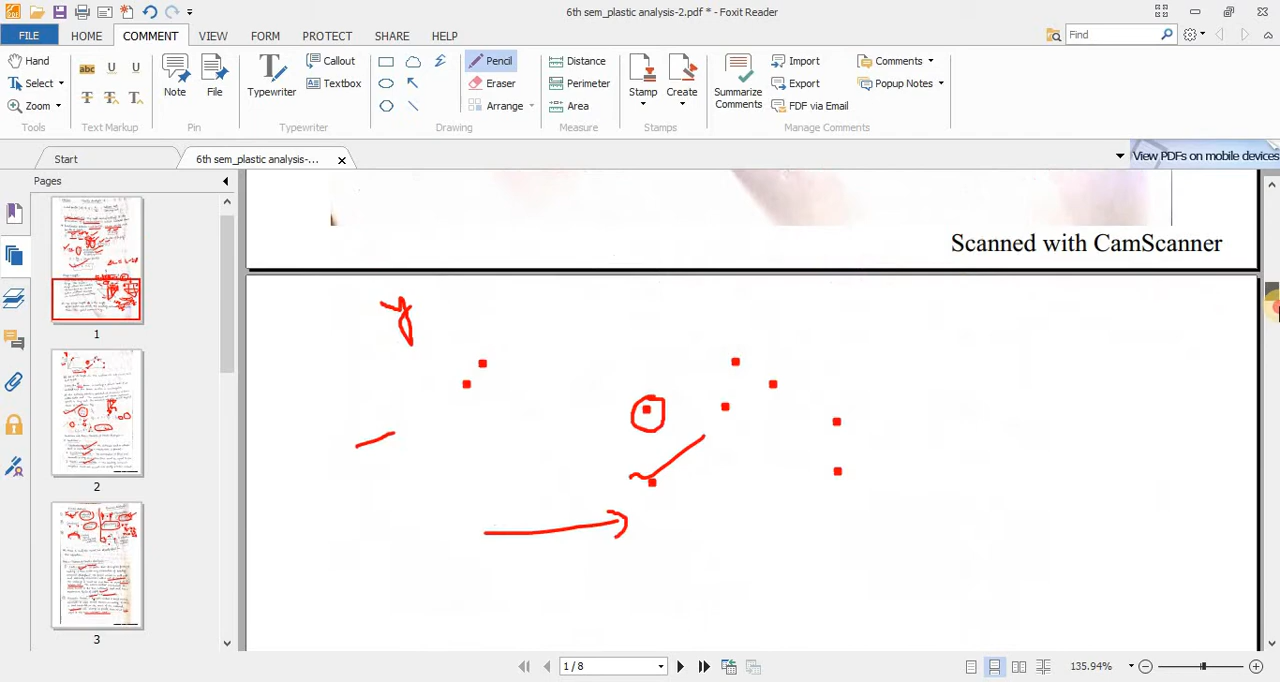 6th sem_plastic analysis-2.pdf * - Foxit Reader
FILE HOME COMMENT VIEW FORM PROTECT SHARE HELP
Find
Hand
Select
Zoom
Tools
abc U U
T T T
Text Markup
Note
File
Pin
Typewriter
Callout
Textbox
Typewriter
Pencil
Eraser
Arrange
Drawing
Distance
Perimeter
Area
Measure
Stamp
Create
Stamps
Summarize
Comments
Import
Export
FDF via Email
Comments
Popup Notes
Manage Comments
Start
6th sem_plastic analysis-...
View PDFs on mobile devices
Pages
1
2
3
Scanned with CamScanner
1 / 8
135.94%